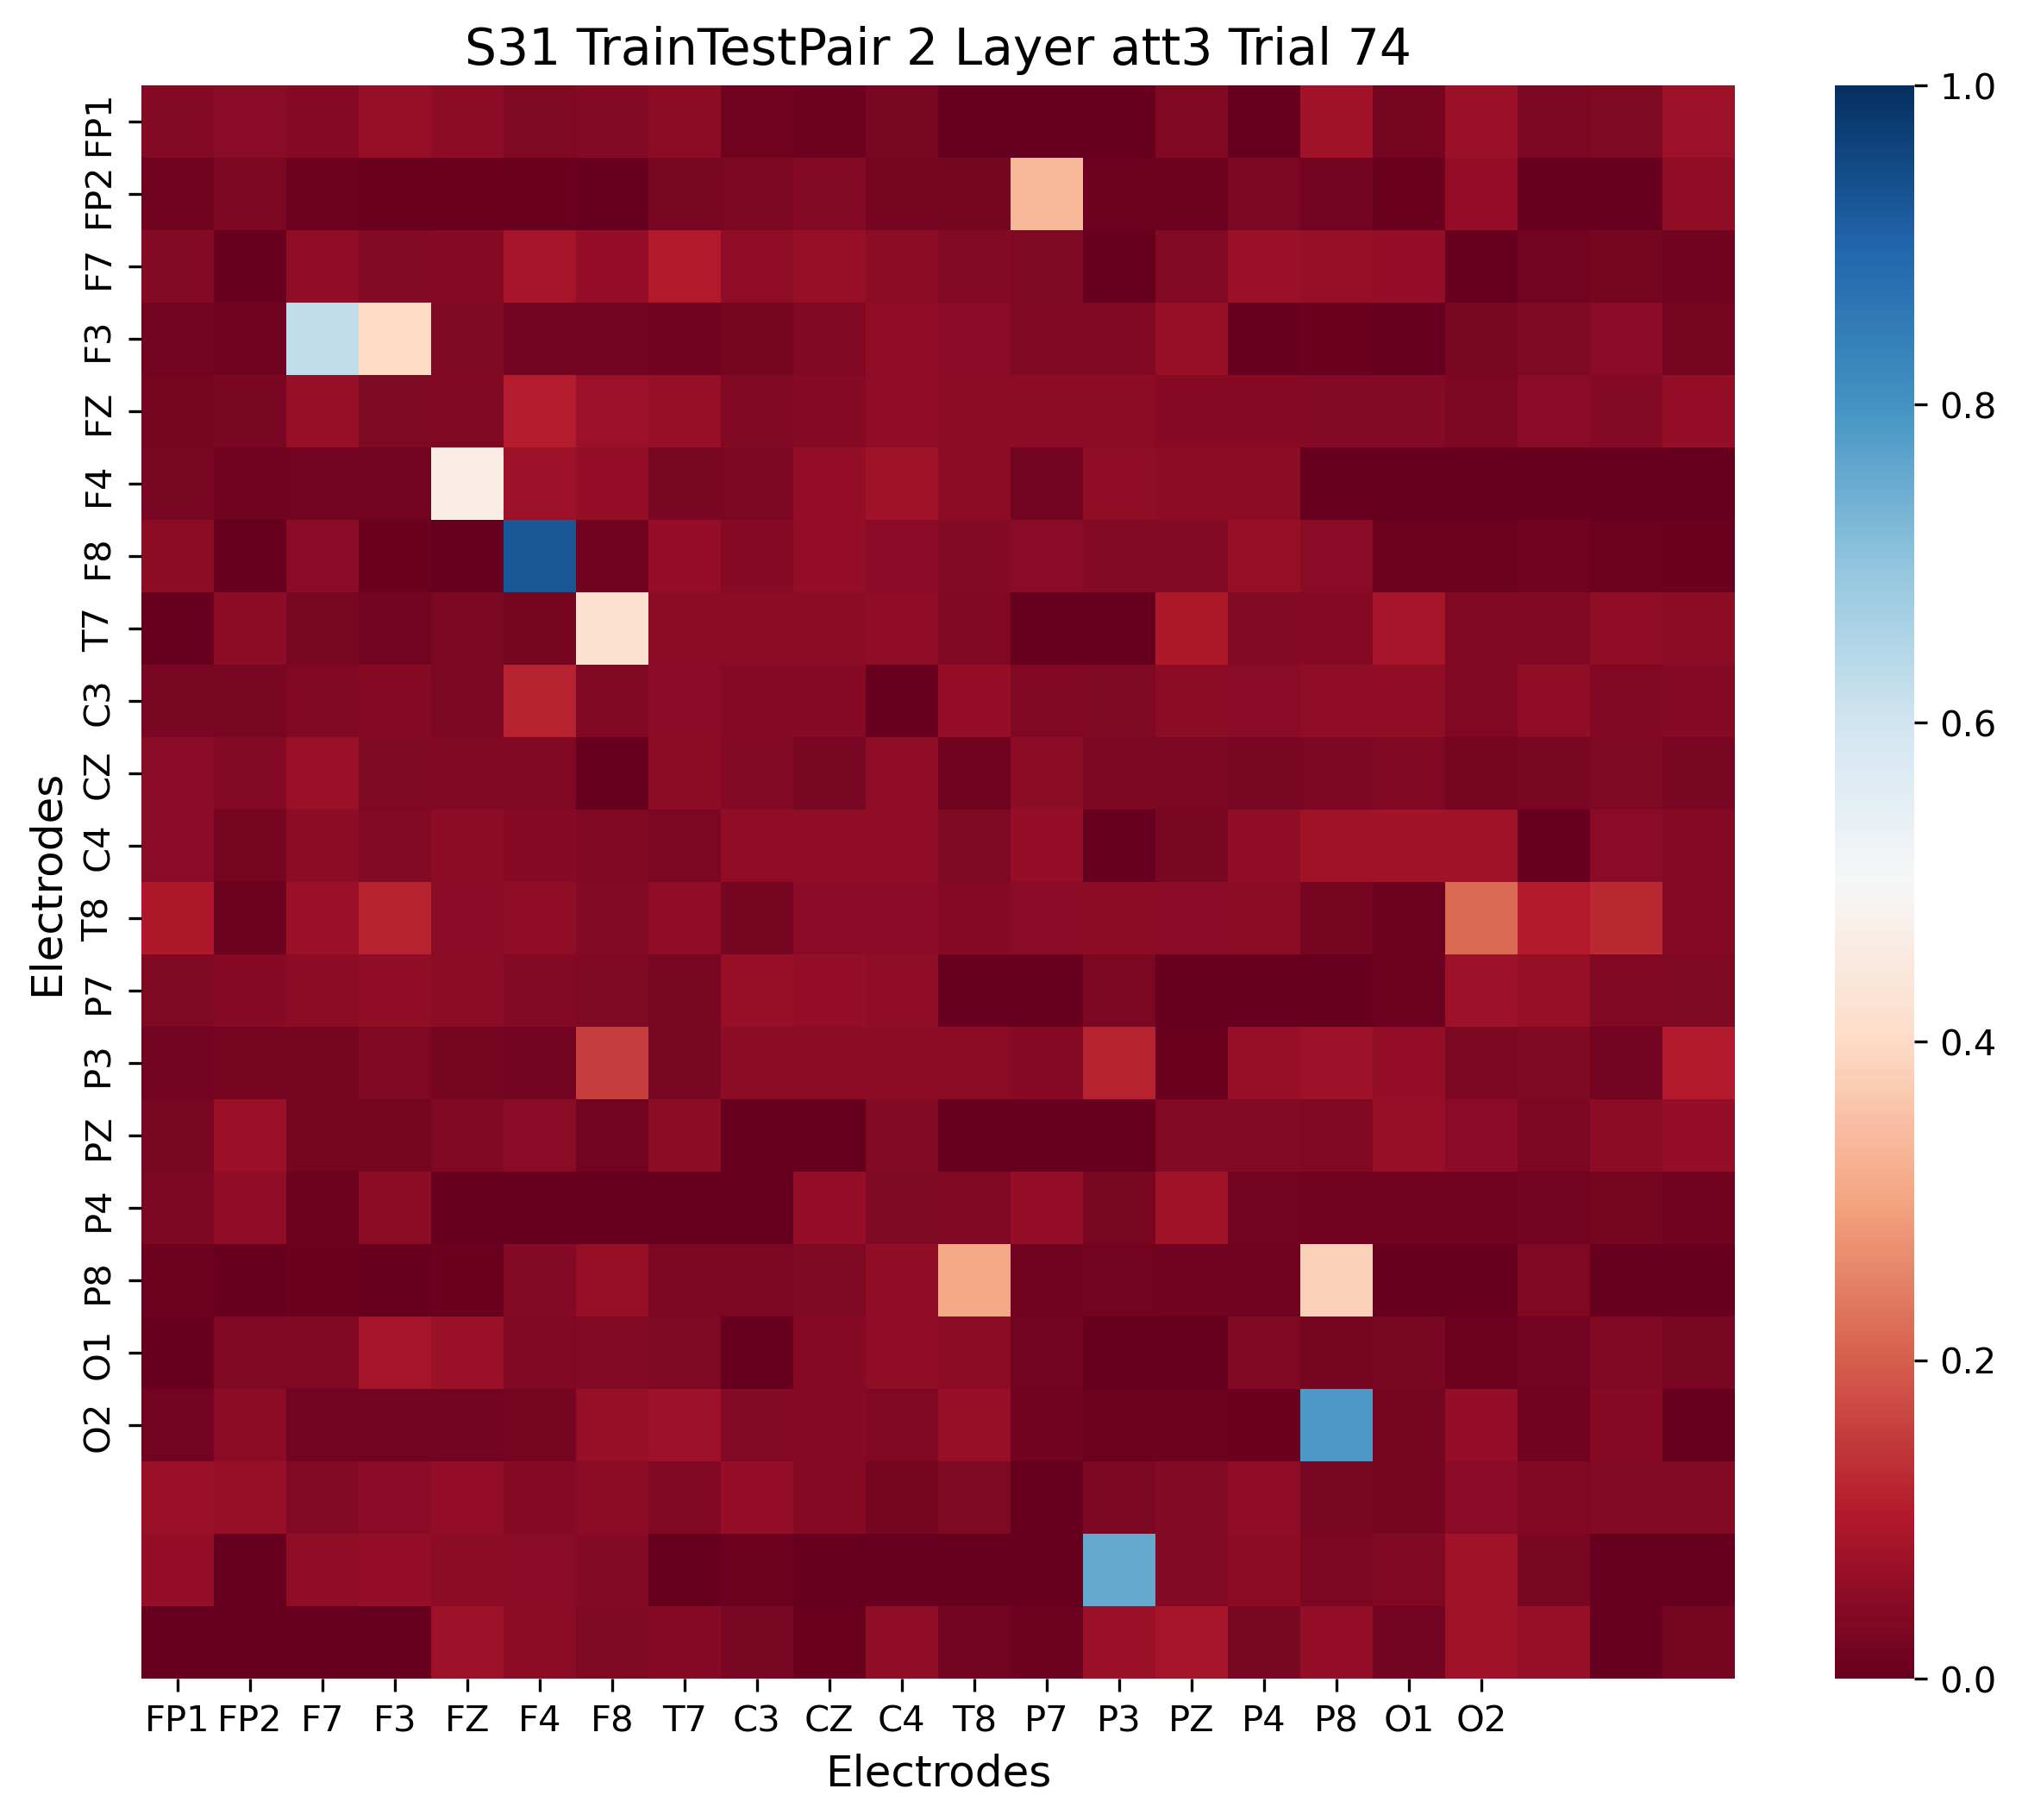 S31 TrainTestPair 2 Layer att3 Trial 74
Electrodes
FP1
FP2
F7
F3
FZ
F4
F8
T7
C3
CZ
C4
T8
P7
P3
PZ
P4
P8
O1
O2
FP1 FP2 F7 F3 FZ F4 F8 T7 C3 CZ C4 T8 P7 P3 PZ P4 P8 O1 O2
Electrodes
1.0
0.8
0.6
0.4
0.2
0.0